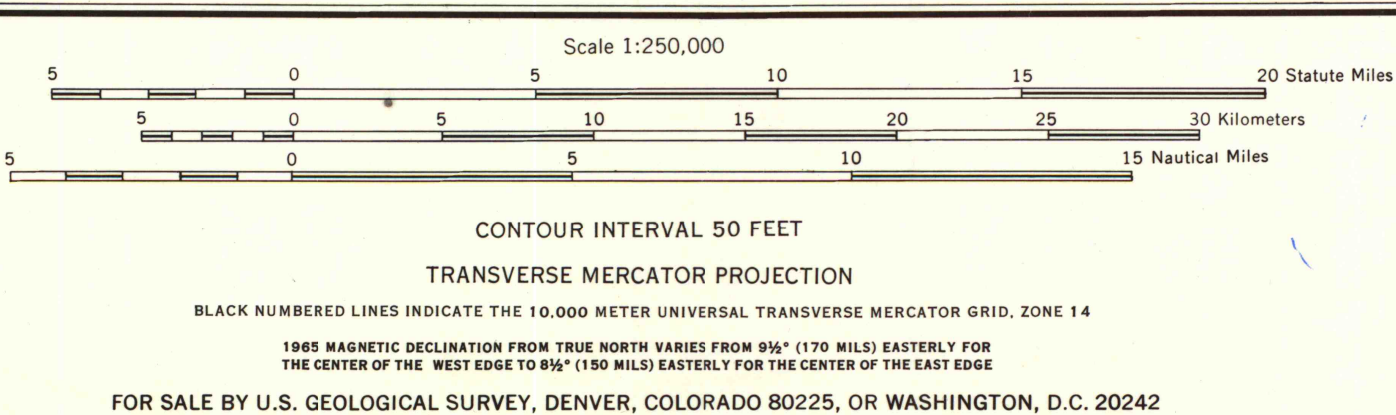 Scale 1:250,000
5 0 5 10 15 20 Statute Miles
5 0 5 10 15 20 25 30 Kilometers
5 0 5 10 15 Nautical Miles
CONTOUR INTERVAL 50 FEET
TRANSVERSE MERCATOR PROJECTION
BLACK NUMBERED LINES INDICATE THE 10,000 METER UNIVERSAL TRANSVERSE MERCATOR GRID, ZONE 14
1965 MAGNETIC DECLINATION FROM TRUE NORTH VARIES FROM 9½° (170 MILS) EASTERLY FOR
THE CENTER OF THE WEST EDGE TO 8½° (150 MILS) EASTERLY FOR THE CENTER OF THE EAST EDGE
FOR SALE BY U.S. GEOLOGICAL SURVEY, DENVER, COLORADO 80225, OR WASHINGTON, D.C. 20242